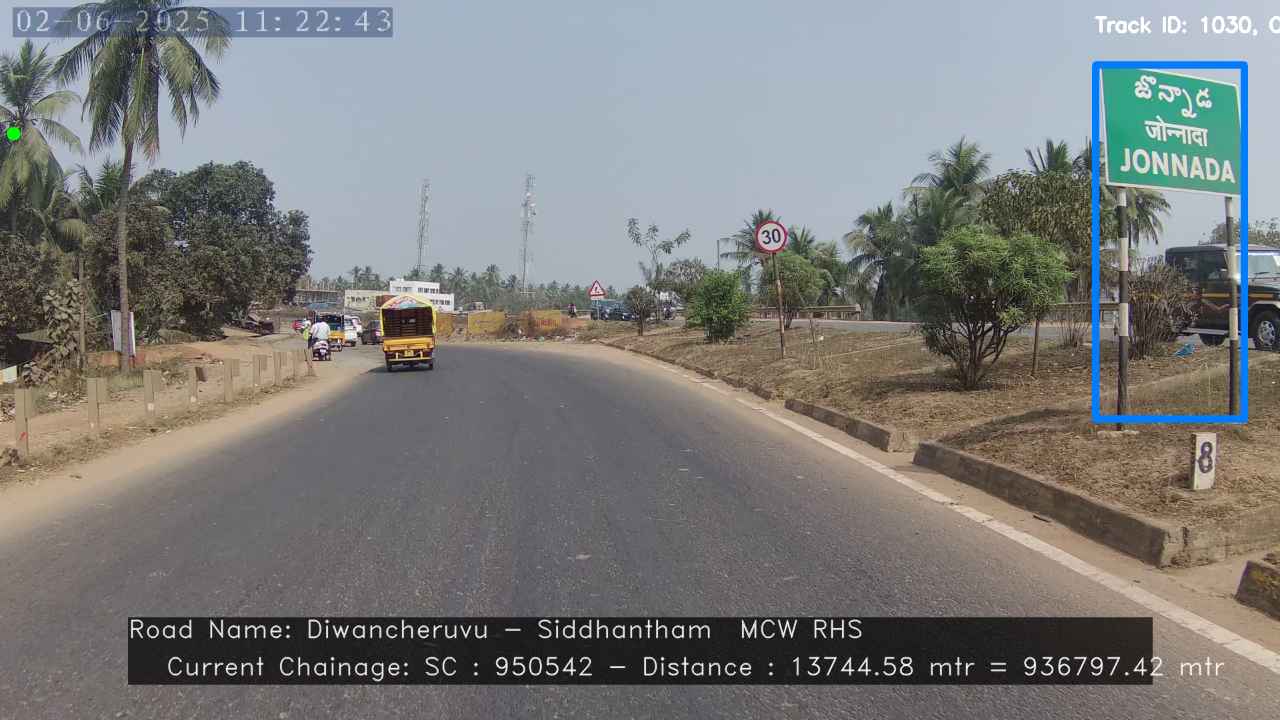 02-06-2025 11:22:43
Track ID: 1030,
జొన్నాడ
जोन्नादा
JONNADA
30
8
Road Name: Diwancheruvu - Siddhantham MCW RHS
Current Chainage: SC : 950542 - Distance : 13744.58 mtr = 936797.42 mtr